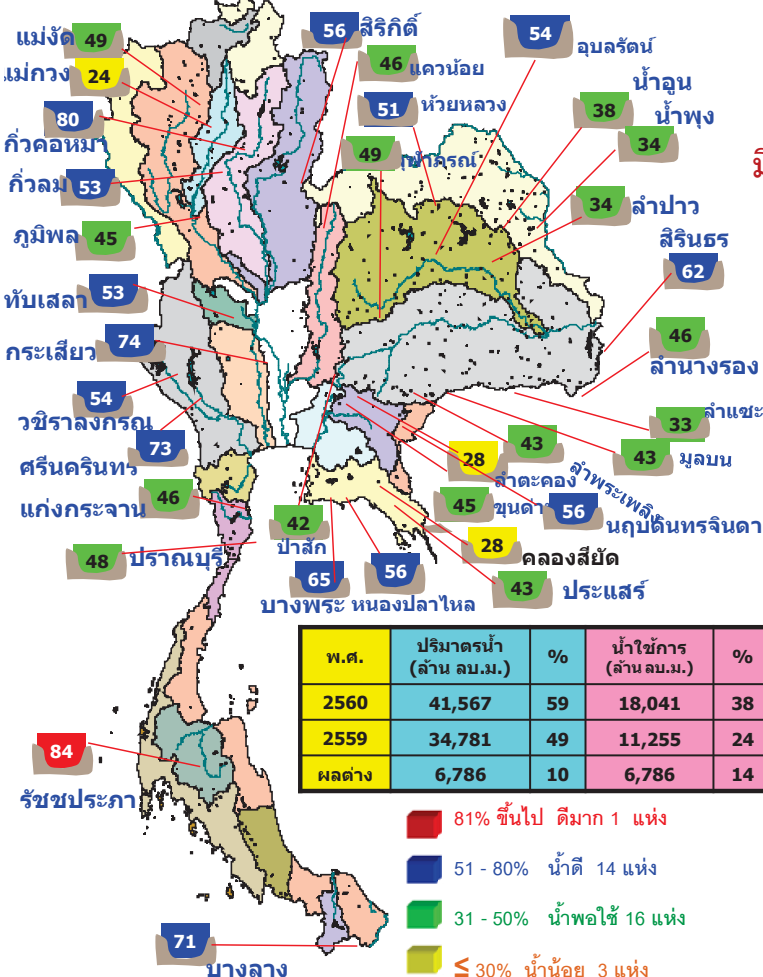 แม่งัด 49
แม่กวง 24
80
กิ่วคอหมา
กิ่วลม 53
ภูมิพล 45
ทับเสลา 53
กระเสียว 74
54
วชิราลงกรณ
73
ศรีนครินทร์
แก่งกระจาน 46
48 ปราณบุรี
56 สิริกิติ์
46 แควน้อย
51 ห้วยหลวง
49
54 อุบลรัตน์
น้ำอูน
38 น้ำพุง
34
34 ลำปาว
สิรินธร
62
46
ลำนางรอง
33 ลำแซะ
43 มูลบน
43
28
ลำตะคอง
ลำพระเพลิง
45 ขุนด่าน
56 นฤบดินทรจินดา
42
ป่าสัก
28 คลองสียัด
65 56
บางพระ หนองปลาไหล
43 ประแสร์
พ.ศ. ปริมาตรน้ำ (ล้าน ลบ.ม.) % น้ำใช้การ (ล้าน ลบ.ม.) %
2560 41,567 59 18,041 38
2559 34,781 49 11,255 24
ผลต่าง 6,786 10 6,786 14
84
รัชชประภา
81% ขึ้นไป ดีมาก 1 แห่ง
51 - 80% น้ำดี 14 แห่ง
31 - 50% น้ำพอใช้ 16 แห่ง
≤ 30% น้ำน้อย 3 แห่ง
71
บางลาง